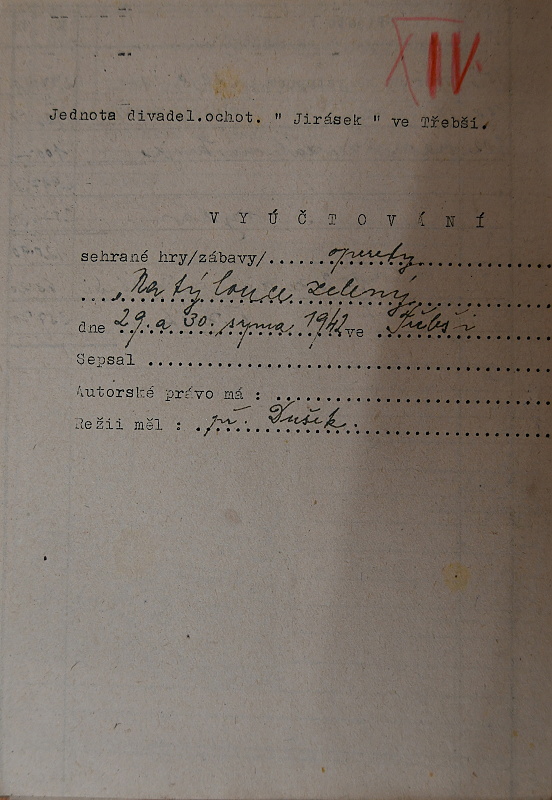 XIV.
Jednota divadel.ochot. " Jirásek " ve Třebši.
V Y Ú Č T O V Á N Í
sehrané hry/zábavy/...... operety
"Na tý louce zelený
dne 29. a 30. srpna 1942 ve Třebši
Sepsal
Autorské právo má :
Režii měl : př. Dušek.